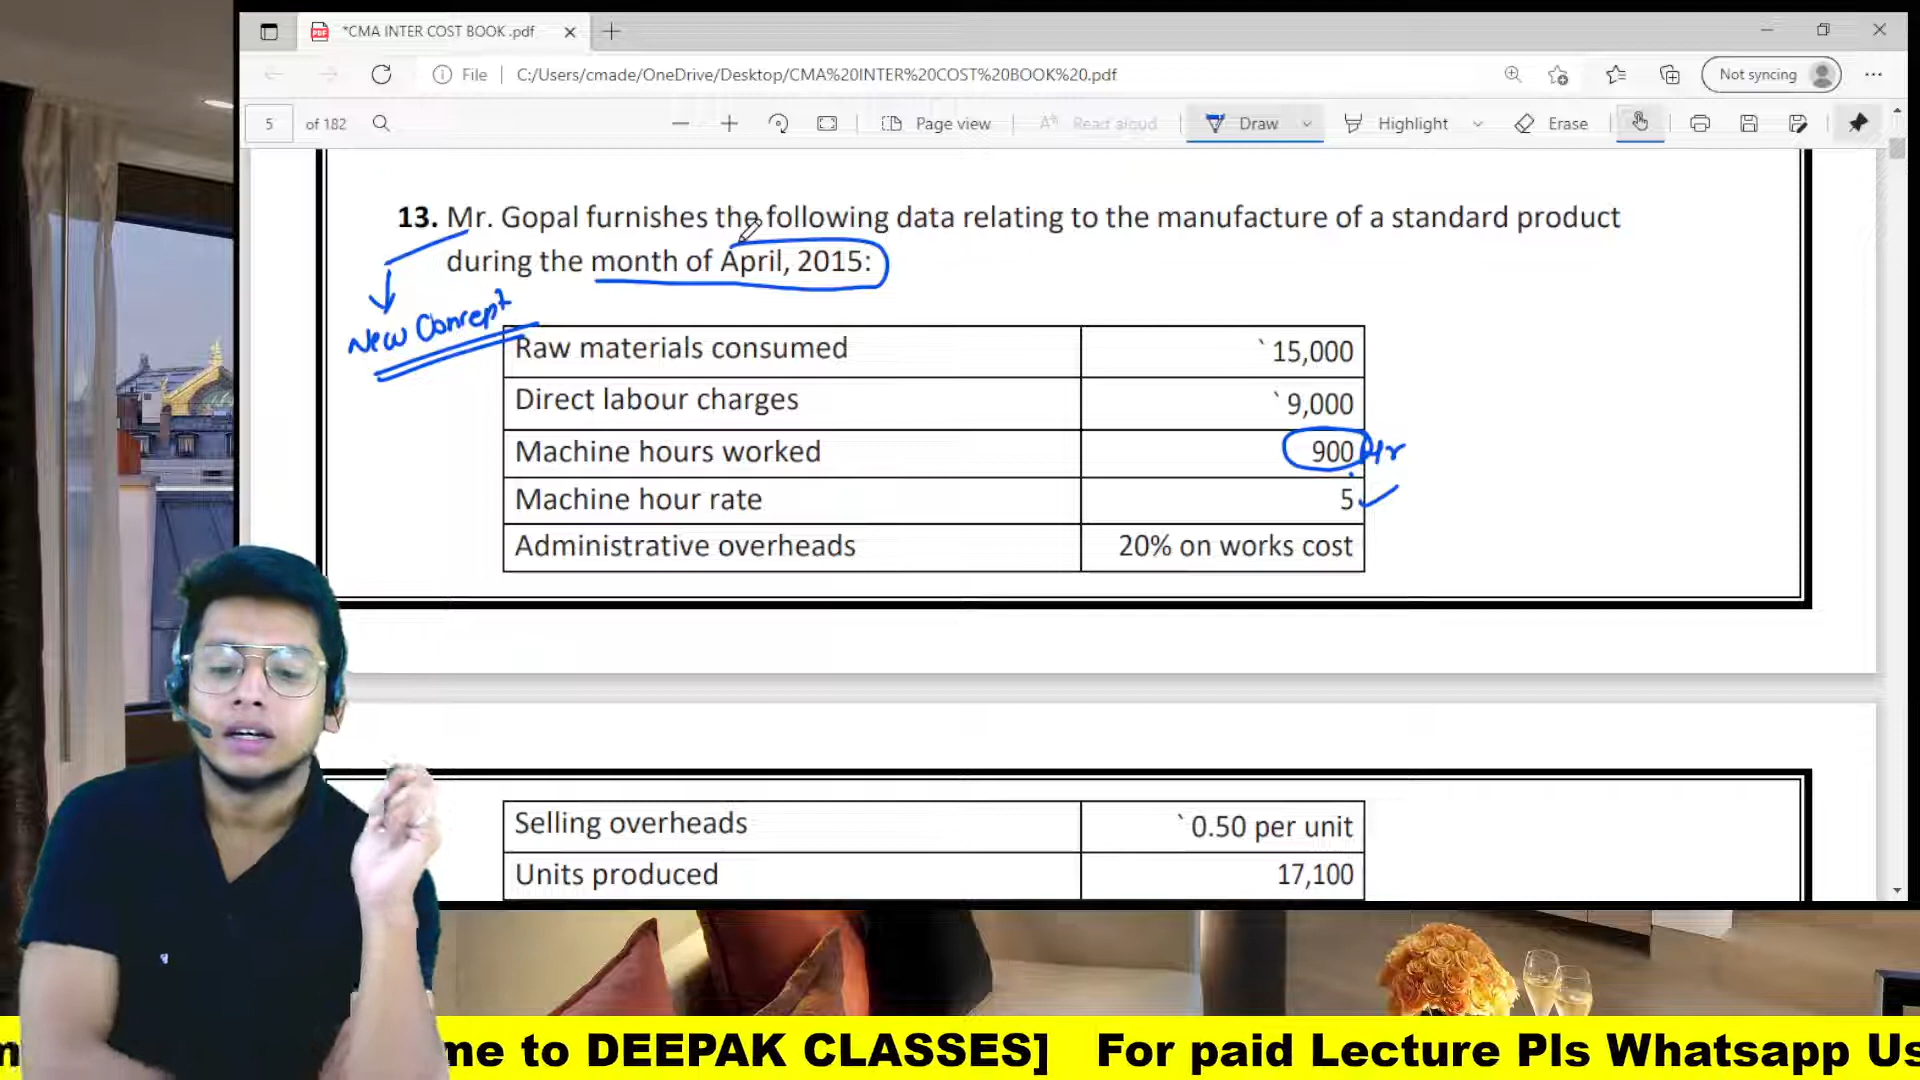 *CMA INTER COST BOOK .pdf
File
C:/Users/cmade/OneDrive/Desktop/CMA%20INTER%20COST%20BOOK%20.pdf
Not syncing
5 of 182
Page view
Read aloud
Draw
Highlight
Erase
13. Mr. Gopal furnishes the following data relating to the manufacture of a standard product
during the month of April, 2015:
New Concept
Raw materials consumed `15,000
Direct labour charges `9,000
Machine hours worked 900 Hr
Machine hour rate 5
Administrative overheads 20% on works cost
Selling overheads `0.50 per unit
Units produced 17,100
me to DEEPAK CLASSES] For paid Lecture Pls Whatsapp Us